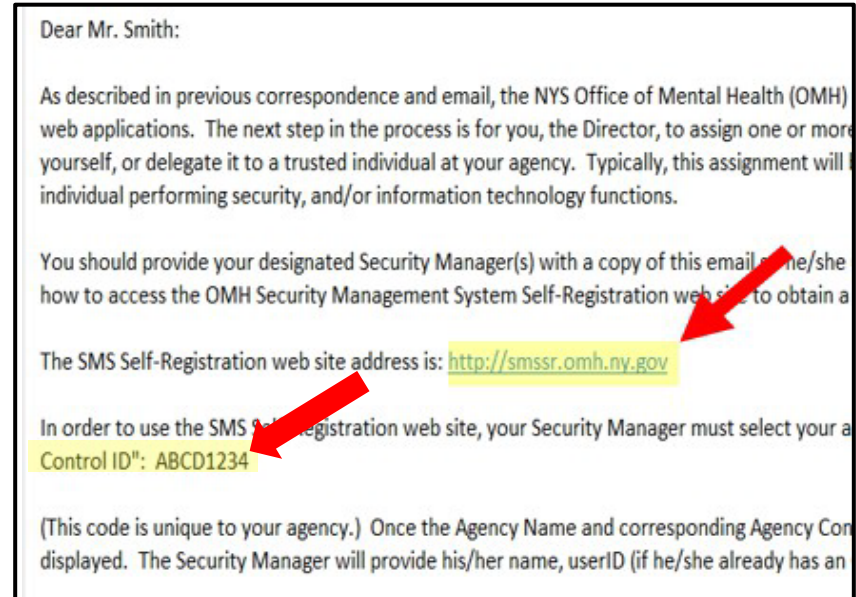 Dear Mr. Smith:
As described in previous correspondence and email, the NYS Office of Mental Health (OMH)
web applications. The next step in the process is for you, the Director, to assign one or more
yourself, or delegate it to a trusted individual at your agency. Typically, this assignment will
individual performing security, and/or information technology functions.
You should provide your designated Security Manager(s) with a copy of this email he/she
how to access the OMH Security Management System Self-Registration web to obtain a
The SMS Self-Registration web site address is: http://smssr.omh.ny.gov
In order to use the SMS Registration web site, your Security Manager must select your a
Control ID": ABCD1234
(This code is unique to your agency.) Once the Agency Name and corresponding Agency Con
displayed. The Security Manager will provide his/her name, userID (if he/she already has an